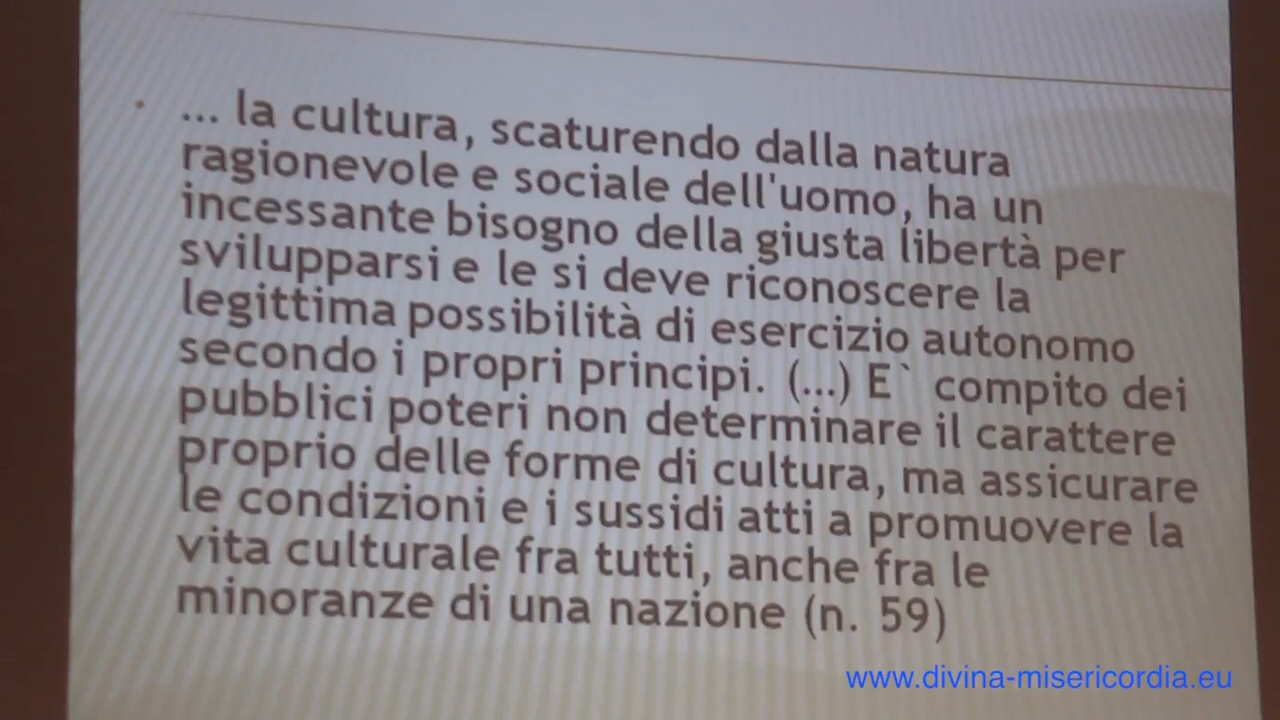 • ... la cultura, scaturendo dalla natura
ragionevole e sociale dell'uomo, ha un
incessante bisogno della giusta libertà per
svilupparsi e le si deve riconoscere la
legittima possibilità di esercizio autonomo
secondo i propri principi. (...) E` compito dei
pubblici poteri non determinare il carattere
proprio delle forme di cultura, ma assicurare
le condizioni e i sussidi atti a promuovere la
vita culturale fra tutti, anche fra le
minoranze di una nazione (n. 59)
www.divina-misericordia.eu